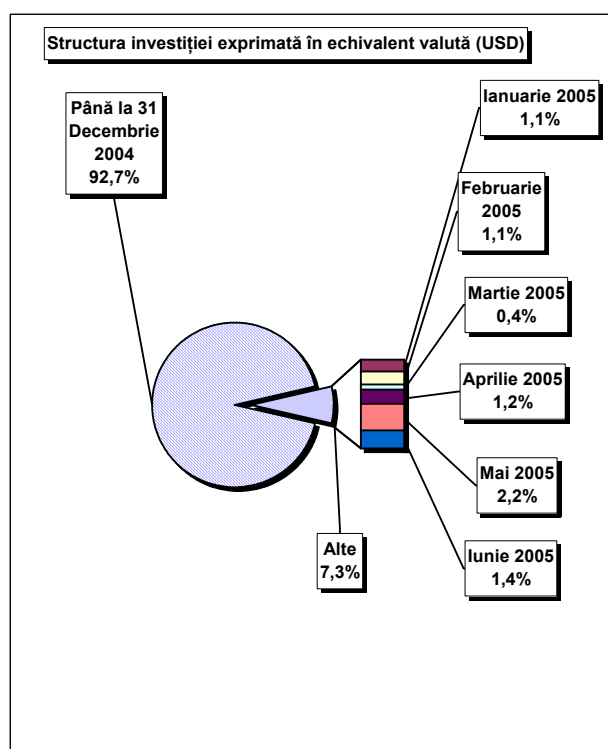 Structura investiției exprimată în echivalent valută (USD)
Până la 31
Decembrie
2004
92,7%
Ianuarie 2005
1,1%
Februarie
2005
1,1%
Martie 2005
0,4%
Aprilie 2005
1,2%
Mai 2005
2,2%
Iunie 2005
1,4%
Alte
7,3%